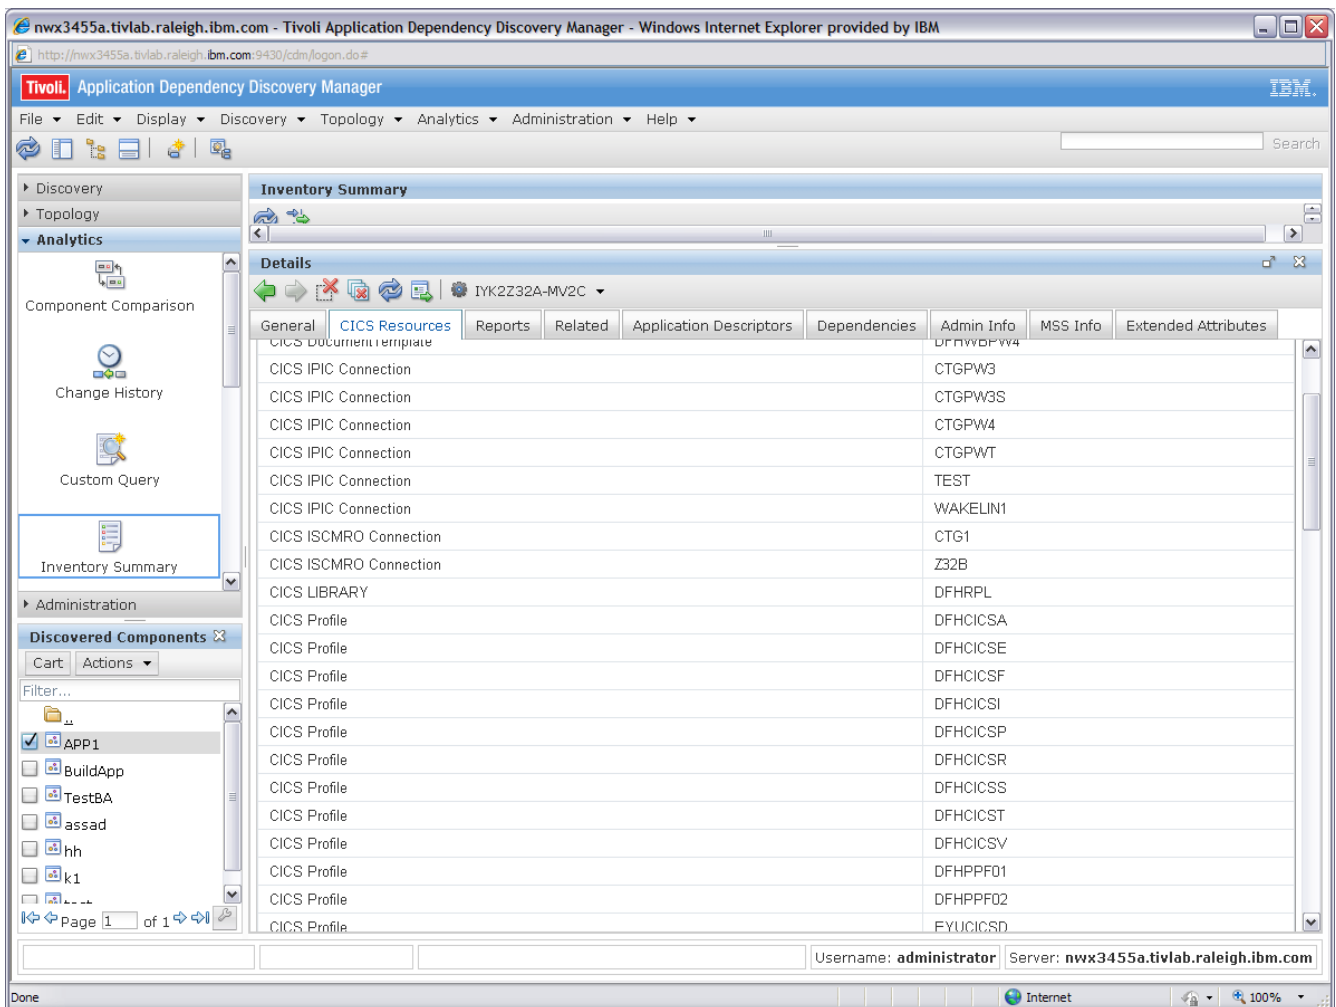 nwx3455a.tivlab.raleigh.ibm.com - Tivoli Application Dependency Discovery Manager - Windows Internet Explorer provided by IBM
http://nwx3455a.tivlab.raleigh.ibm.com:9430/cdm/logon.do#
Tivoli. Application Dependency Discovery Manager IBM.
File Edit Display Discovery Topology Analytics Administration Help
Search
Discovery
Topology
Analytics
Component Comparison
Change History
Custom Query
Inventory Summary
Administration
Discovered Components
Cart Actions
Filter...
..
APP1
BuildApp
TestBA
assad
hh
k1
test
Page 1 of 1
Inventory Summary
Details
IYK2Z32A-MV2C
General CICS Resources Reports Related Application Descriptors Dependencies Admin Info MSS Info Extended Attributes
CICS DocumentTemplate DFHWBPW4
CICS IPIC Connection CTGPW3
CICS IPIC Connection CTGPW3S
CICS IPIC Connection CTGPW4
CICS IPIC Connection CTGPWT
CICS IPIC Connection TEST
CICS IPIC Connection WAKELIN1
CICS ISCMRO Connection CTG1
CICS ISCMRO Connection Z32B
CICS LIBRARY DFHRPL
CICS Profile DFHCICSA
CICS Profile DFHCICSE
CICS Profile DFHCICSF
CICS Profile DFHCICSI
CICS Profile DFHCICSP
CICS Profile DFHCICSR
CICS Profile DFHCICSS
CICS Profile DFHCICST
CICS Profile DFHCICSV
CICS Profile DFHPPF01
CICS Profile DFHPPF02
CICS Profile EYUCICSD
Username: administrator Server: nwx3455a.tivlab.raleigh.ibm.com
Done Internet 100%